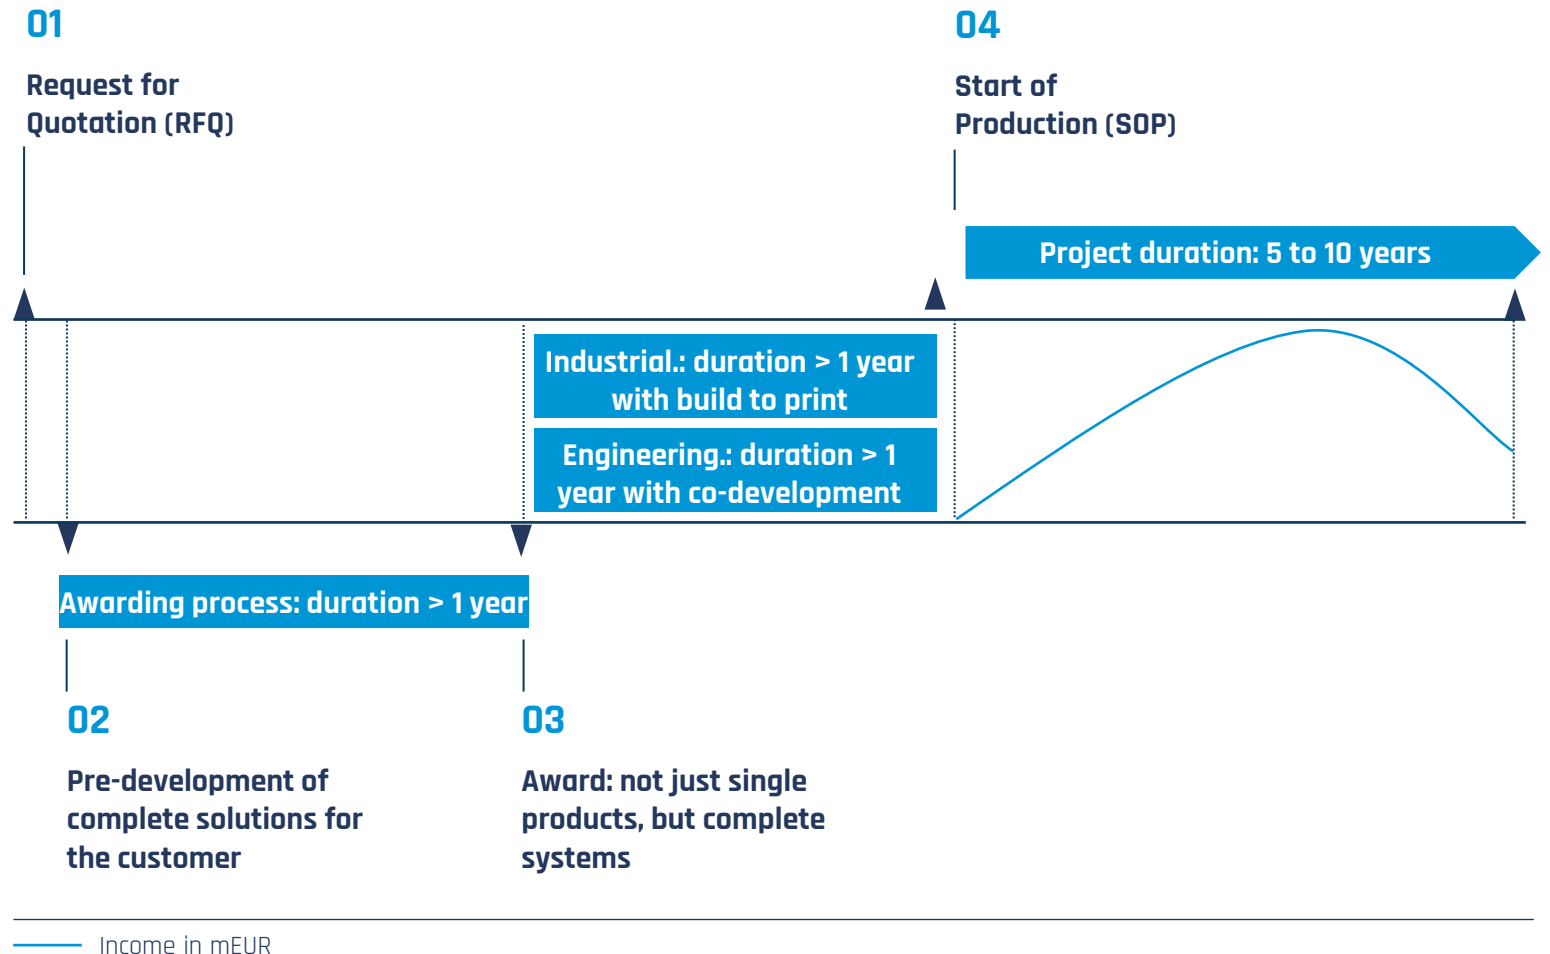 01
Request for
Quotation (RFQ)
04
Start of
Production (SOP)
Project duration: 5 to 10 years
Industrial.: duration > 1 year
with build to print
Engineering.: duration > 1
year with co-development
Awarding process: duration > 1 year
02
Pre-development of
complete solutions for
the customer
03
Award: not just single
products, but complete
systems
Income in mEUR